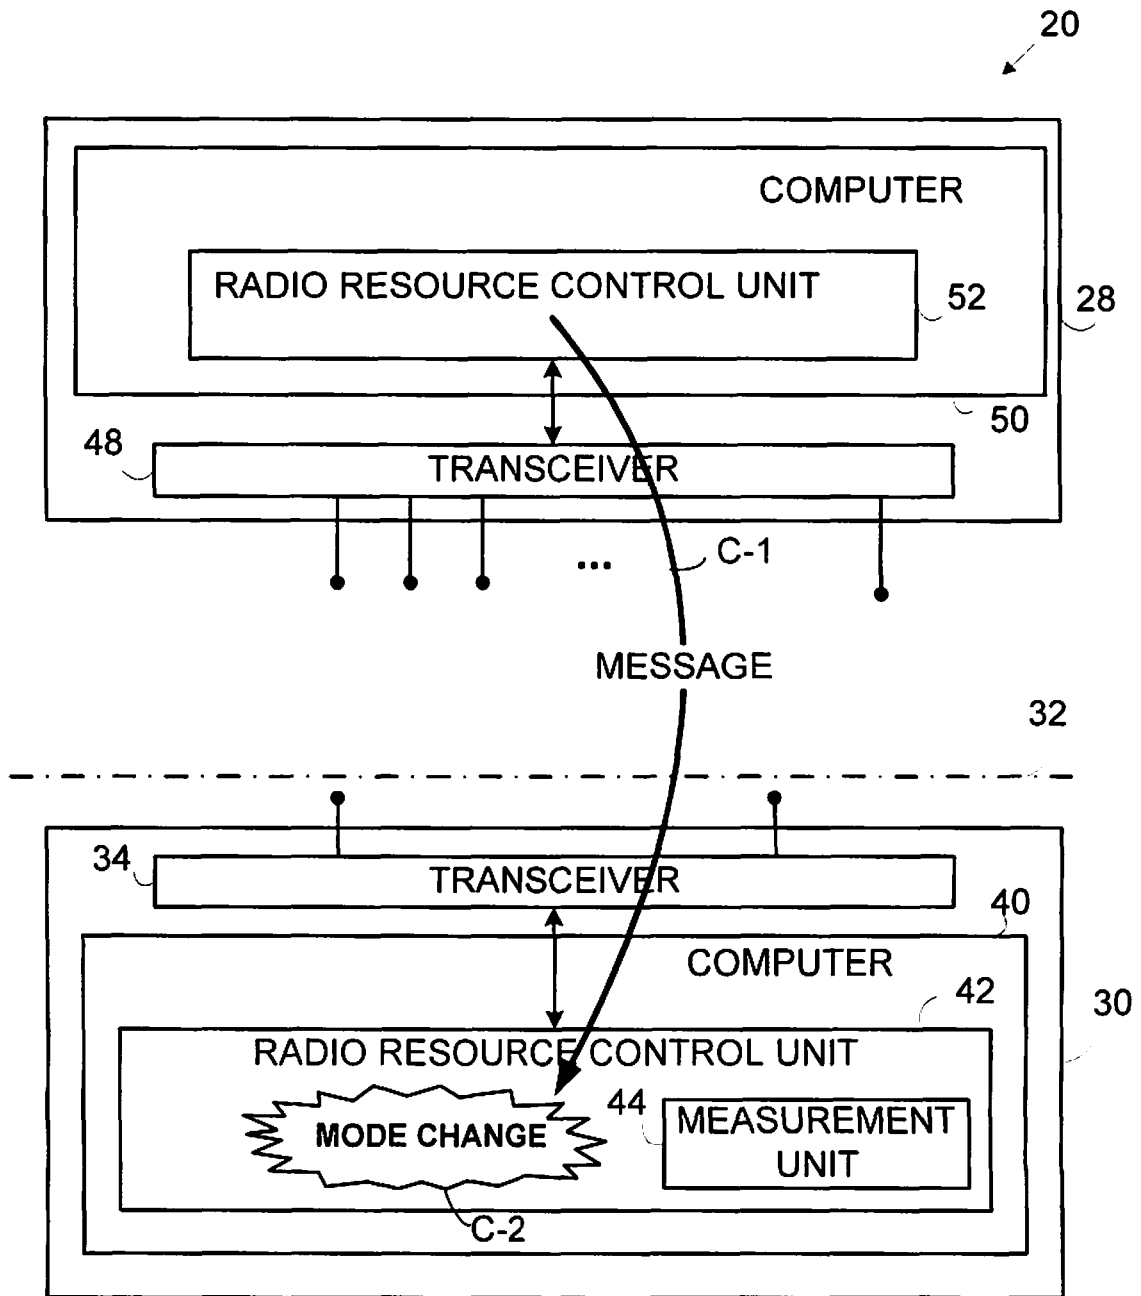 20
COMPUTER
RADIO RESOURCE CONTROL UNIT
52
28
50
48
TRANSCEIVER
...
C-1
MESSAGE
32
34
TRANSCEIVER
40
COMPUTER
42
30
RADIO RESOURCE CONTROL UNIT
44
MODE CHANGE
MEASUREMENT
UNIT
C-2